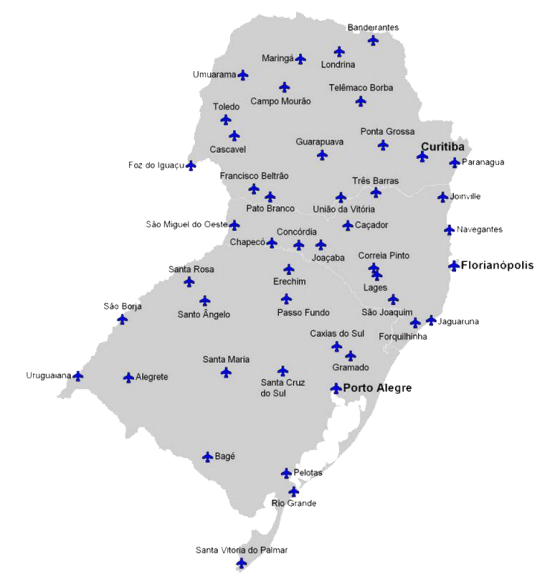 Bandeirantes
Maringá
Londrina
Umuarama
Campo Mourão
Telêmaco Borba
Toledo
Cascavel
Guarapuava
Ponta Grossa
Curitiba
Paranagua
Foz do Iguaçu
Francisco Beltrão
Pato Branco
Três Barras
União da Vitória
Joinville
São Miguel do Oeste
Caçador
Navegantes
Chapecó
Concórdia
Joaçaba
Correia Pinto
Lages
Florianópolis
Santa Rosa
Erechim
São Joaquim
Santo Ângelo
Passo Fundo
São Borja
Jaguaruna
Forquilhinha
Caxias do Sul
Gramado
Uruguaiana
Alegrete
Santa Maria
Santa Cruz
do Sul
Porto Alegre
Bagé
Pelotas
Rio Grande
Santa Vitoria do Palmar